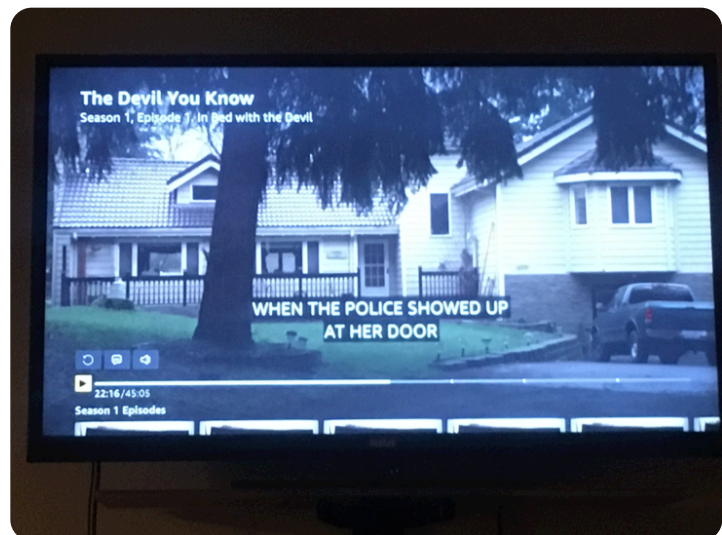 The Devil You Know
Season 1, Episode 1, In Bed with the Devil
WHEN THE POLICE SHOWED UP
AT HER DOOR
22:16/45:05
Season 1 Episodes